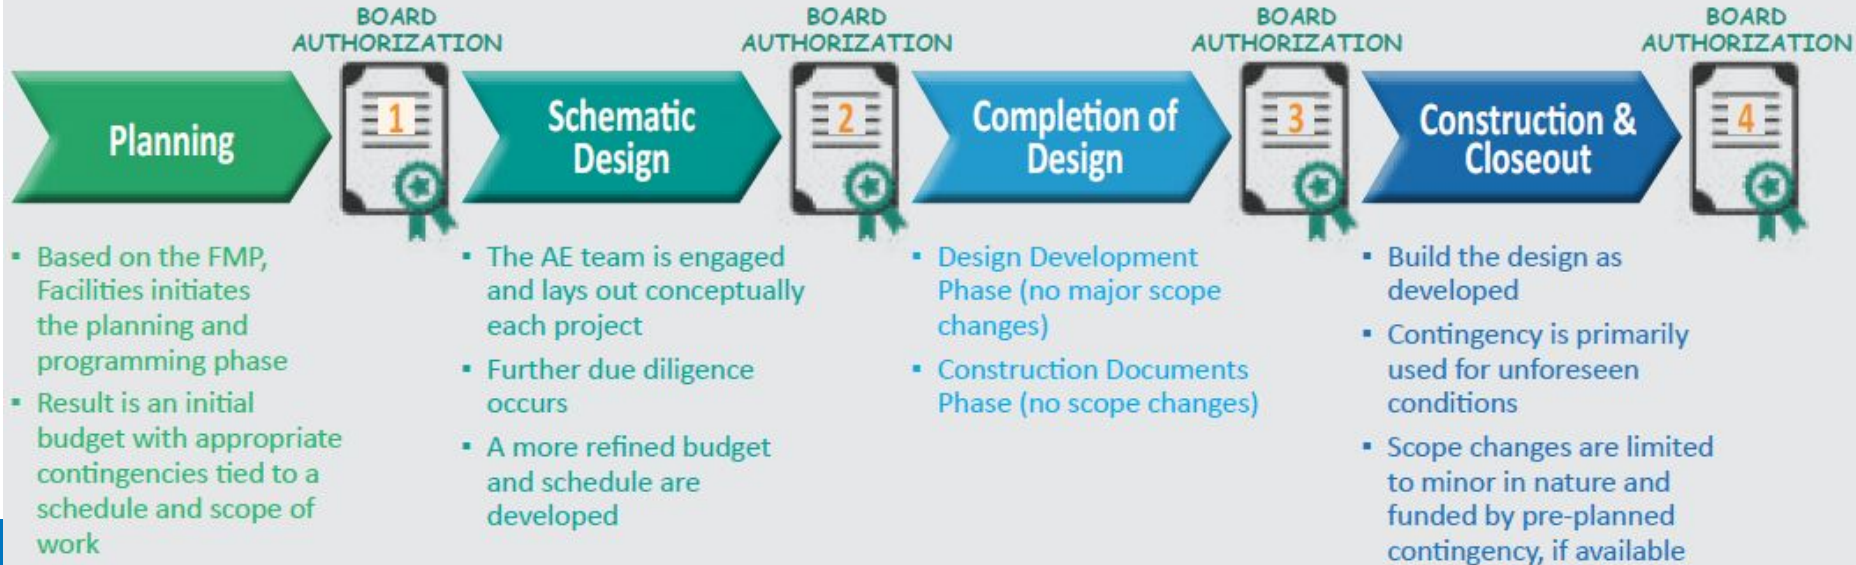 BOARD
AUTHORIZATION
BOARD
AUTHORIZATION
BOARD
AUTHORIZATION
BOARD
AUTHORIZATION
Planning
1
Schematic
Design
2
Completion of
Design
3
Construction &
Closeout
4
▪ Based on the FMP,
Facilities initiates
the planning and
programming phase
▪ Result is an initial
budget with appropriate
contingencies tied to a
schedule and scope of
work
▪ The AE team is engaged
and lays out conceptually
each project
▪ Further due diligence
occurs
▪ A more refined budget
and schedule are
developed
▪ Design Development
Phase (no major scope
changes)
▪ Construction Documents
Phase (no scope changes)
▪ Build the design as
developed
▪ Contingency is primarily
used for unforeseen
conditions
▪ Scope changes are limited
to minor in nature and
funded by pre-planned
contingency, if available